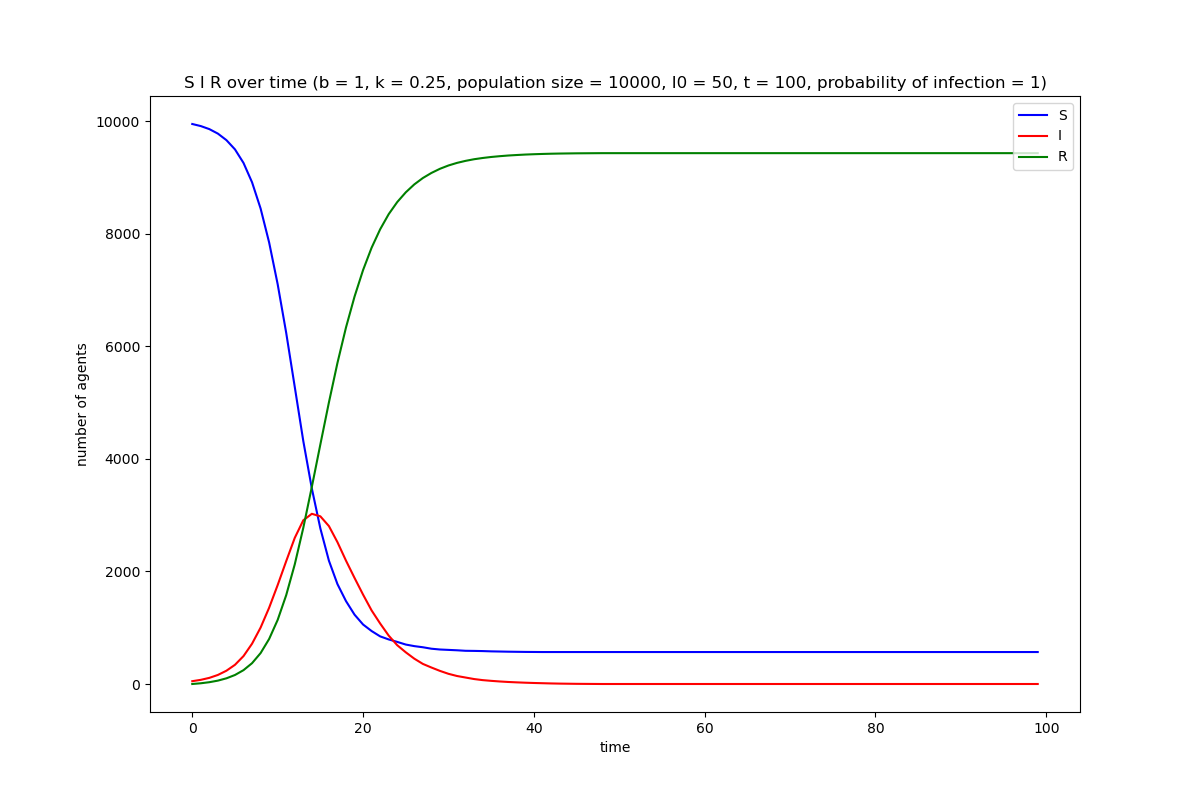 S I R over time (b = 1, k = 0.25, population size = 10000, I0 = 50, t = 100, probability of infection = 1)
S
I
R
number of agents
10000
8000
6000
4000
2000
0
0 20 40 60 80 100
time